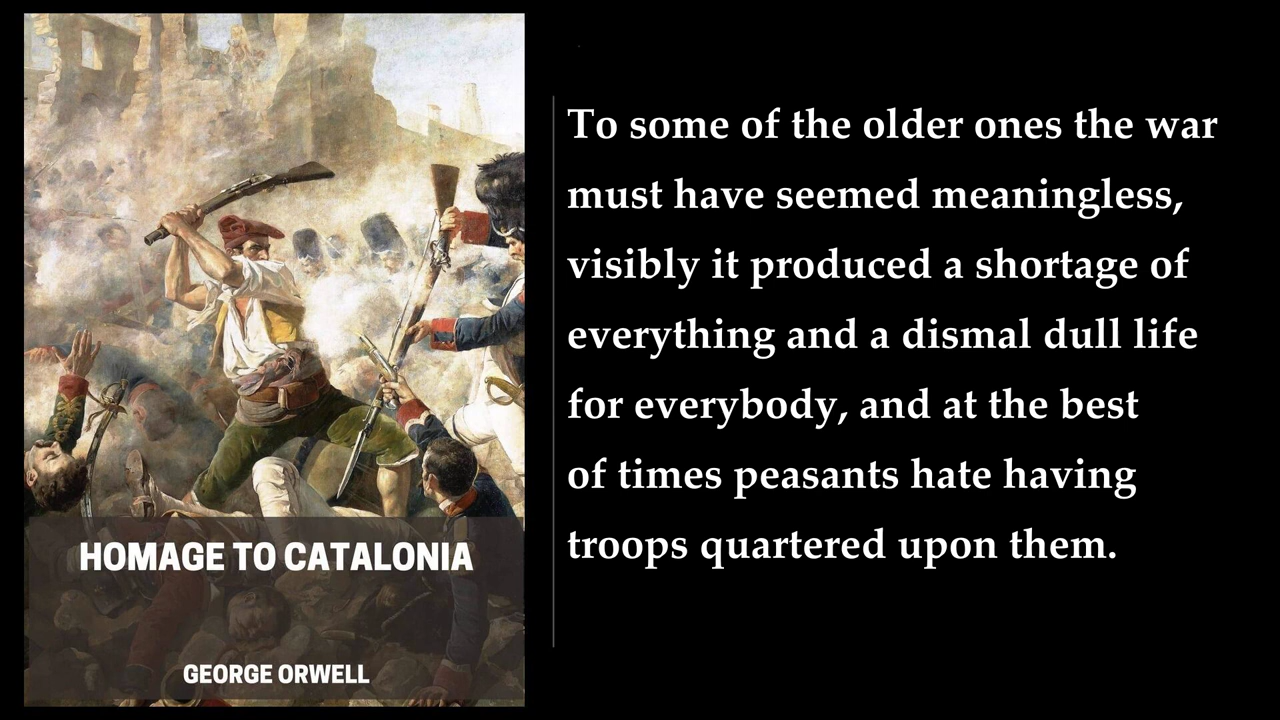 HOMAGE TO CATALONIA
GEORGE ORWELL
To some of the older ones the war
must have seemed meaningless,
visibly it produced a shortage of
everything and a dismal dull life
for everybody, and at the best
of times peasants hate having
troops quartered upon them.